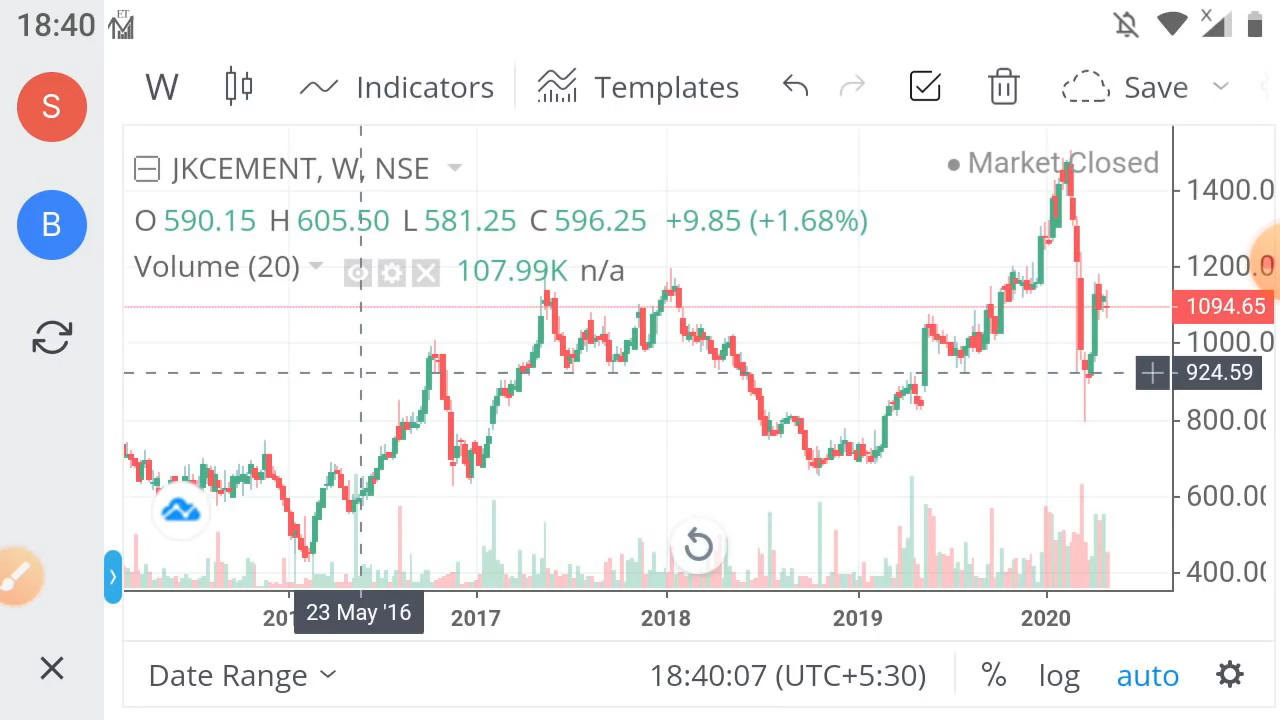 18:40 ET
S
B
W Indicators Templates Save
JKCEMENT, W, NSE
Market Closed
O 590.15 H 605.50 L 581.25 C 596.25 +9.85 (+1.68%)
Volume (20) 107.99K n/a
1400.0
1200.0
1094.65
1000.0
924.59
800.00
600.00
400.00
201 23 May '16 2017 2018 2019 2020
Date Range 18:40:07 (UTC+5:30) % log auto